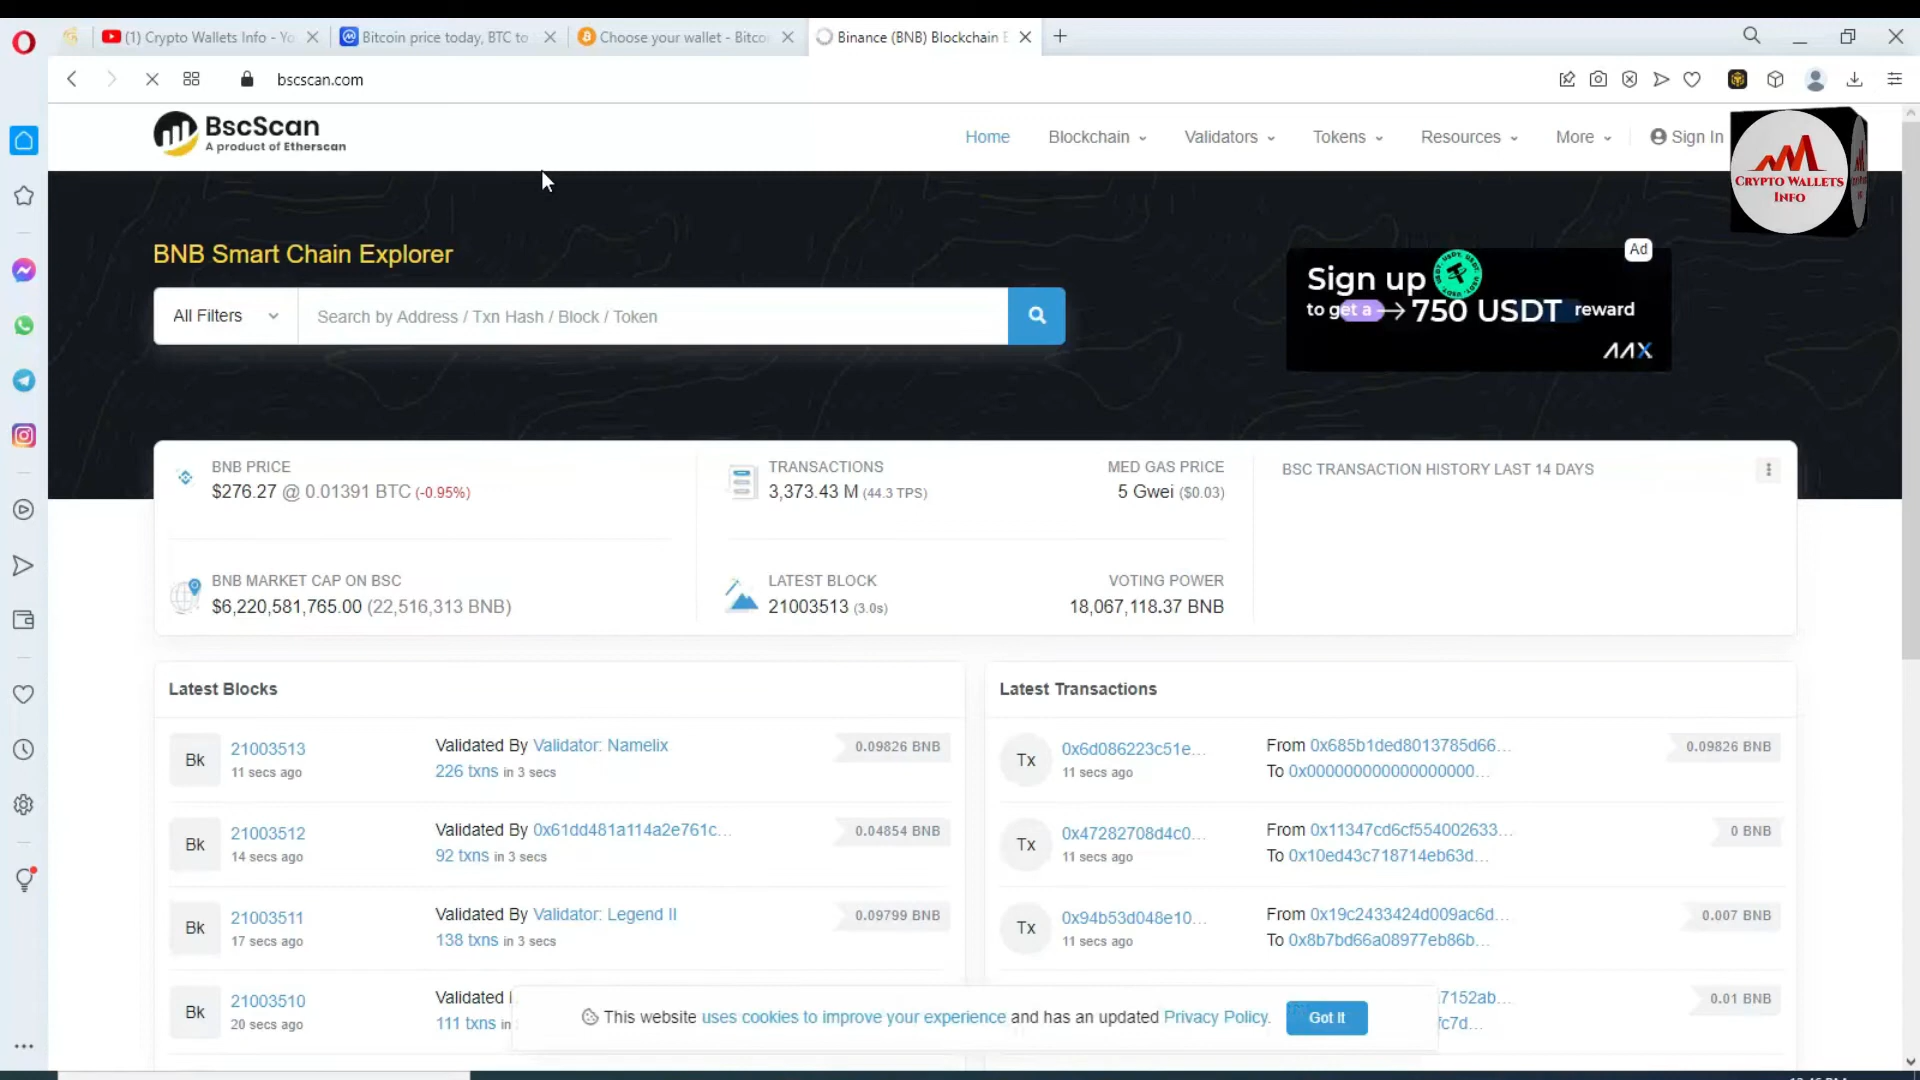 (1) Crypto Wallets Info - Yo
Bitcoin price today, BTC to
Choose your wallet - Bitco
Binance (BNB) Blockchain E
bscscan.com
BscScan
A product of Etherscan
Home
Blockchain
Validators
Tokens
Resources
More
Sign In
CRYPTO WALLETS
INFO
BNB Smart Chain Explorer
All Filters
Search by Address / Txn Hash / Block / Token
Ad
Sign up
to get a → 750 USDT reward
AAX
BNB PRICE
$276.27 @ 0.01391 BTC (-0.95%)
TRANSACTIONS
3,373.43 M (44.3 TPS)
MED GAS PRICE
5 Gwei ($0.03)
BSC TRANSACTION HISTORY LAST 14 DAYS
BNB MARKET CAP ON BSC
$6,220,581,765.00 (22,516,313 BNB)
LATEST BLOCK
21003513 (3.0s)
VOTING POWER
18,067,118.37 BNB
Latest Blocks
Bk
21003513
11 secs ago
Validated By Validator: Namelix
226 txns in 3 secs
0.09826 BNB
Bk
21003512
14 secs ago
Validated By 0x61dd481a114a2e761c...
92 txns in 3 secs
0.04854 BNB
Bk
21003511
17 secs ago
Validated By Validator: Legend II
138 txns in 3 secs
0.09799 BNB
Bk
21003510
20 secs ago
Validated
111 txns in
Latest Transactions
Tx
0x6d086223c51e...
11 secs ago
From 0x685b1ded8013785d66...
To 0x000000000000000000...
0.09826 BNB
Tx
0x47282708d4c0...
11 secs ago
From 0x11347cd6cf554002633...
To 0x10ed43c718714eb63d...
0 BNB
Tx
0x94b53d048e10...
11 secs ago
From 0x19c2433424d009ac6d...
To 0x8b7bd66a08977eb86b...
0.007 BNB
7152ab...
fc7d...
0.01 BNB
This website uses cookies to improve your experience and has an updated Privacy Policy.
Got It